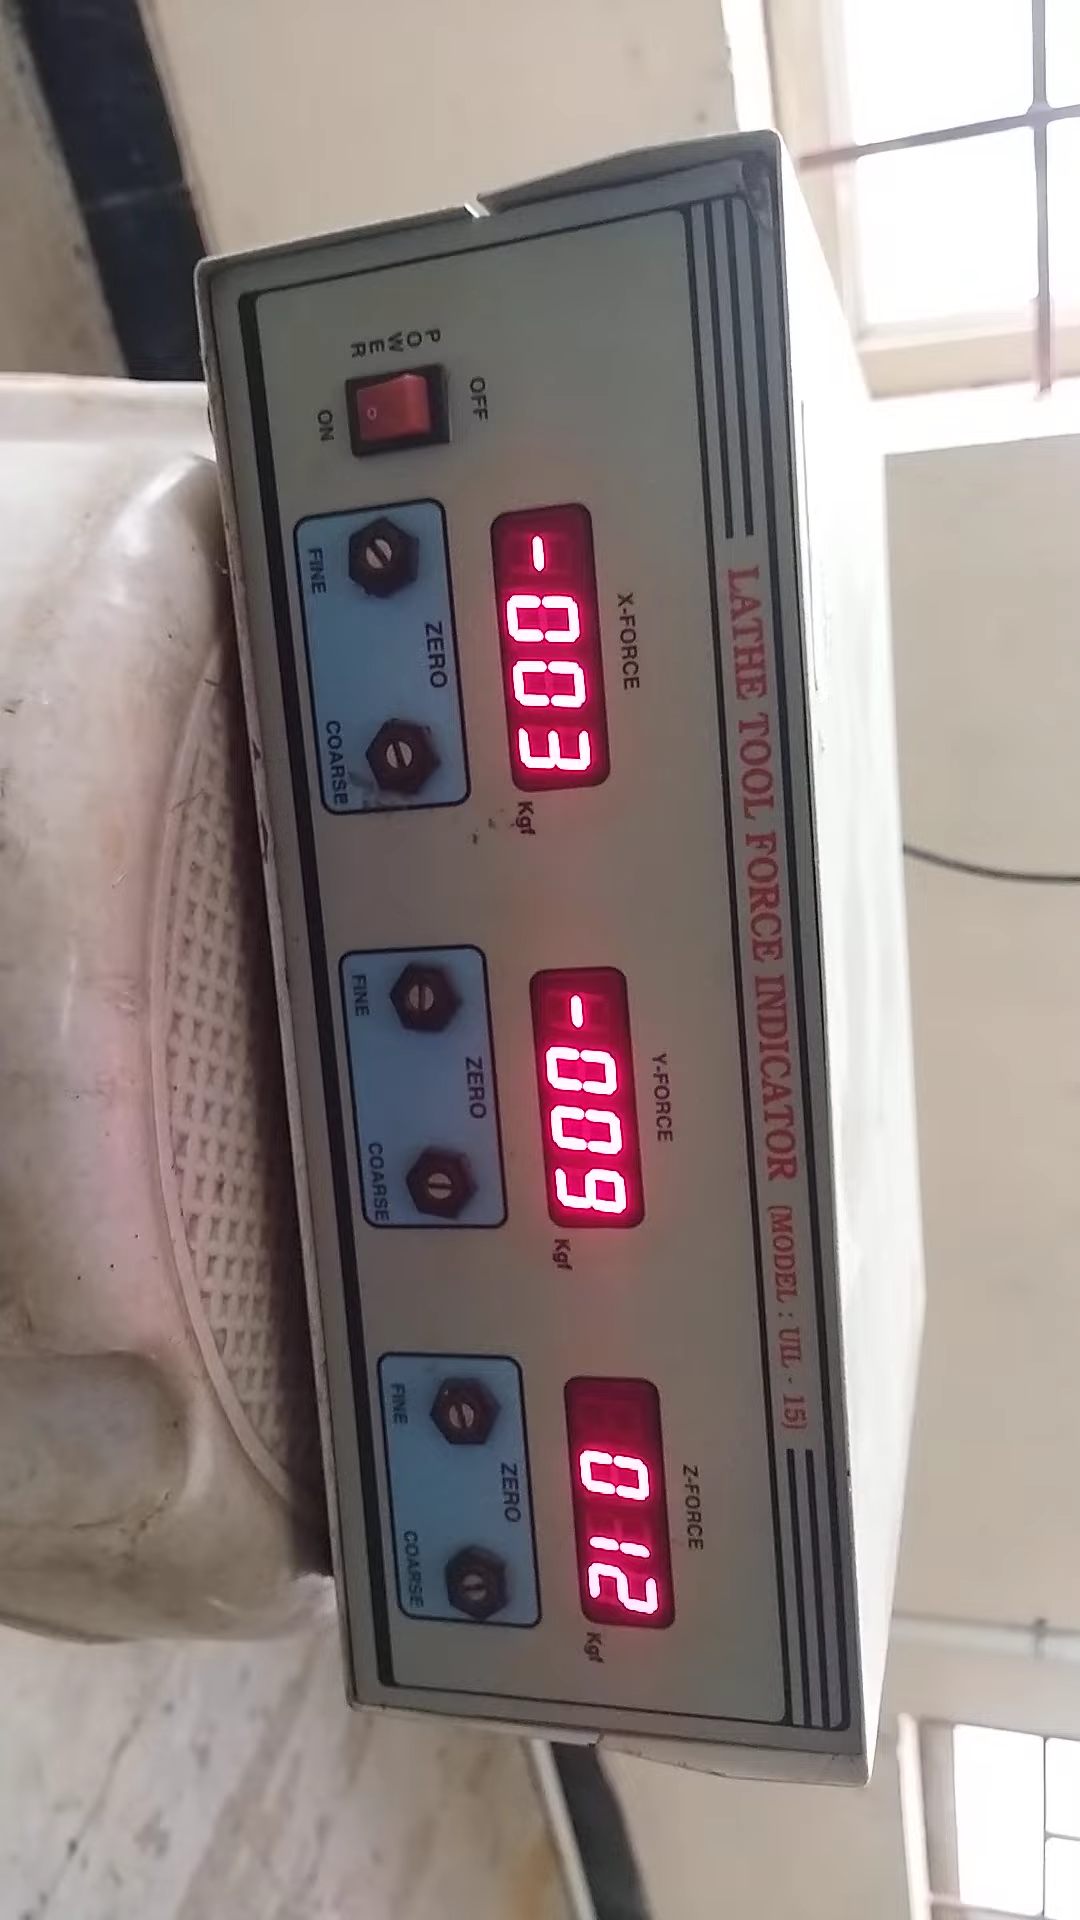 LATHE TOOL FORCE INDICATOR (MODEL : UIL - 15)
X-FORCE
Y-FORCE
Z-FORCE
POWER
OFF
ON
-003
Kgf
-009
Kgf
012
Kgf
ZERO
FINE
COARSE
ZERO
FINE
COARSE
ZERO
FINE
COARSE